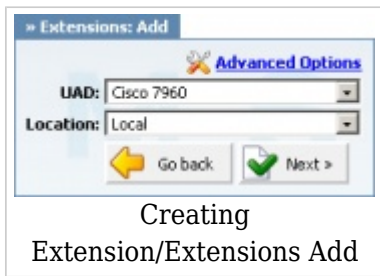 » Extensions: Add
Advanced Options
UAD: Cisco 7960
Location: Local
Go back Next »
Creating
Extension/Extensions Add